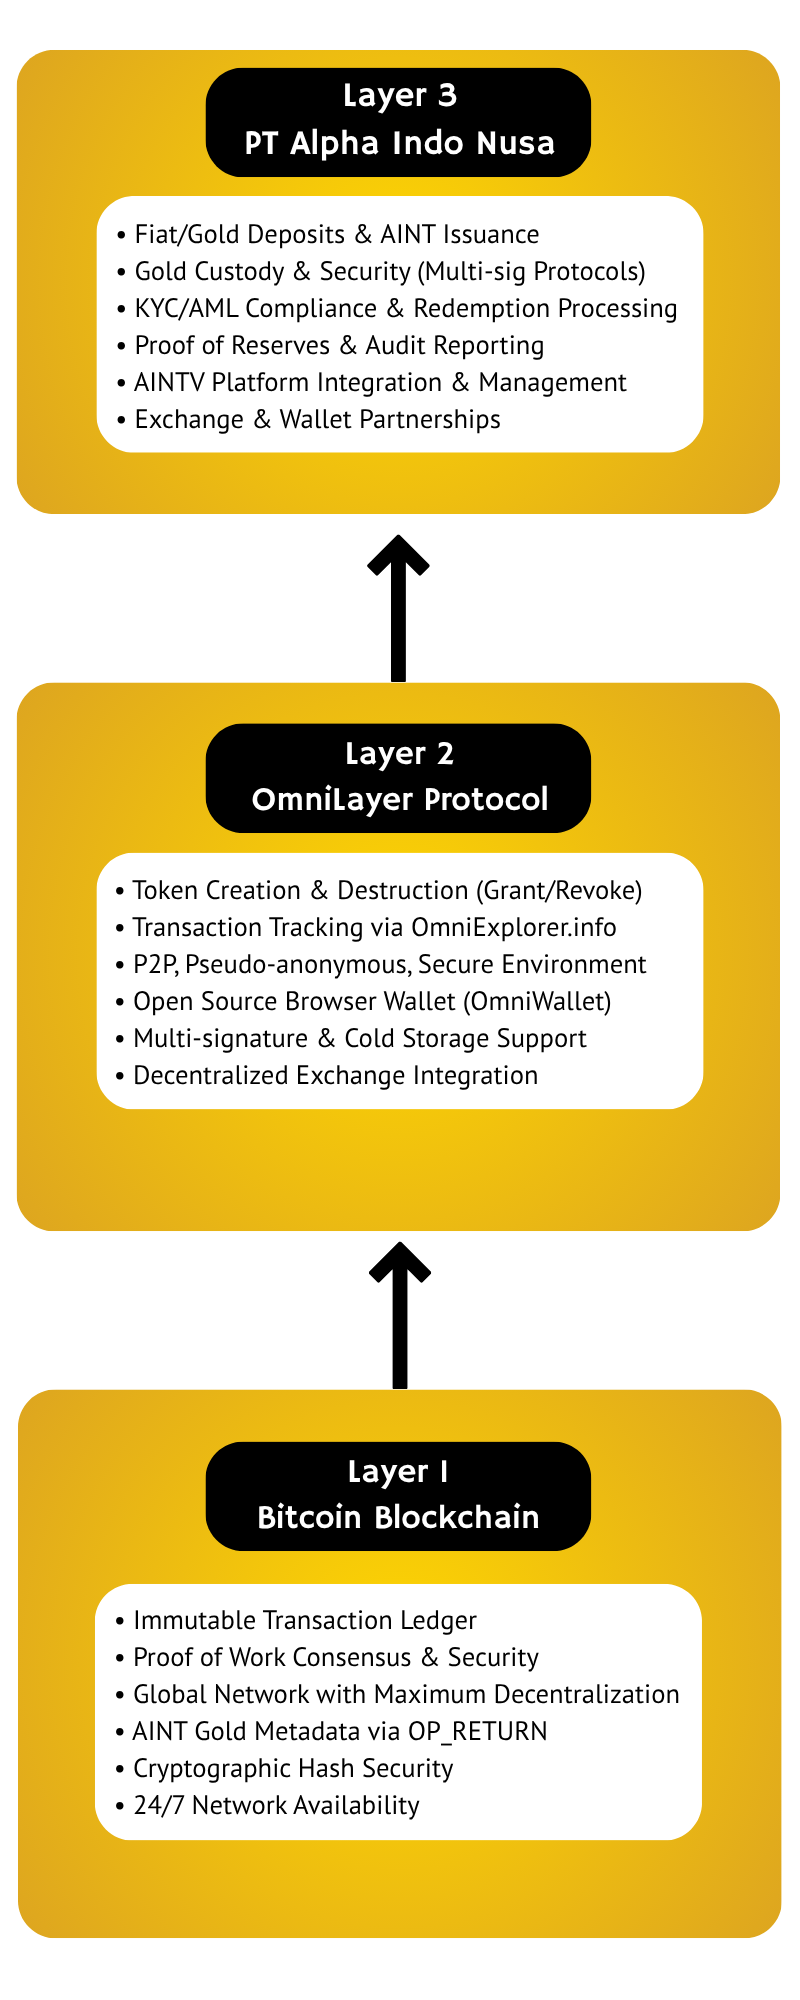 Layer 3
PT Alpha Indo Nusa
• Fiat/Gold Deposits & AINT Issuance
• Gold Custody & Security (Multi-sig Protocols)
• KYC/AML Compliance & Redemption Processing
• Proof of Reserves & Audit Reporting
• AINTV Platform Integration & Management
• Exchange & Wallet Partnerships
Layer 2
OmniLayer Protocol
• Token Creation & Destruction (Grant/Revoke)
• Transaction Tracking via OmniExplorer.info
• P2P, Pseudo-anonymous, Secure Environment
• Open Source Browser Wallet (OmniWallet)
• Multi-signature & Cold Storage Support
• Decentralized Exchange Integration
Layer 1
Bitcoin Blockchain
• Immutable Transaction Ledger
• Proof of Work Consensus & Security
• Global Network with Maximum Decentralization
• AINT Gold Metadata via OP_RETURN
• Cryptographic Hash Security
• 24/7 Network Availability